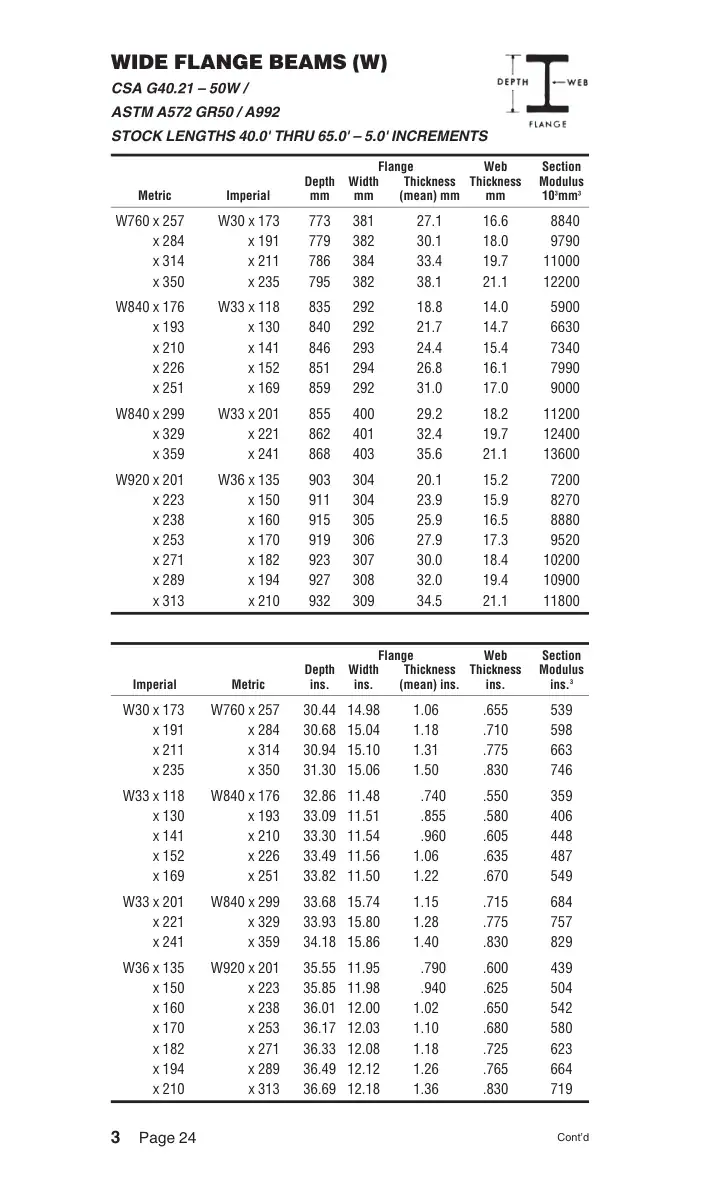 WIDE FLANGE BEAMS (W)
CSA G40.21 – 50W /
ASTM A572 GR50 / A992
STOCK LENGTHS 40.0' THRU 65.0' – 5.0' INCREMENTS
DEPTH WEB
FLANGE
Flange Web Section
Depth Width Thickness Thickness Modulus
Metric Imperial mm mm (mean) mm mm 10³mm³
W760 x 257 W30 x 173 773 381 27.1 16.6 8840
x 284 x 191 779 382 30.1 18.0 9790
x 314 x 211 786 384 33.4 19.7 11000
x 350 x 235 795 382 38.1 21.1 12200
W840 x 176 W33 x 118 835 292 18.8 14.0 5900
x 193 x 130 840 292 21.7 14.7 6630
x 210 x 141 846 293 24.4 15.4 7340
x 226 x 152 851 294 26.8 16.1 7990
x 251 x 169 859 292 31.0 17.0 9000
W840 x 299 W33 x 201 855 400 29.2 18.2 11200
x 329 x 221 862 401 32.4 19.7 12400
x 359 x 241 868 403 35.6 21.1 13600
W920 x 201 W36 x 135 903 304 20.1 15.2 7200
x 223 x 150 911 304 23.9 15.9 8270
x 238 x 160 915 305 25.9 16.5 8880
x 253 x 170 919 306 27.9 17.3 9520
x 271 x 182 923 307 30.0 18.4 10200
x 289 x 194 927 308 32.0 19.4 10900
x 313 x 210 932 309 34.5 21.1 11800
Flange Web Section
Depth Width Thickness Thickness Modulus
Imperial Metric ins. ins. (mean) ins. ins. ins.³
W30 x 173 W760 x 257 30.44 14.98 1.06 .655 539
x 191 x 284 30.68 15.04 1.18 .710 598
x 211 x 314 30.94 15.10 1.31 .775 663
x 235 x 350 31.30 15.06 1.50 .830 746
W33 x 118 W840 x 176 32.86 11.48 .740 .550 359
x 130 x 193 33.09 11.51 .855 .580 406
x 141 x 210 33.30 11.54 .960 .605 448
x 152 x 226 33.49 11.56 1.06 .635 487
x 169 x 251 33.82 11.50 1.22 .670 549
W33 x 201 W840 x 299 33.68 15.74 1.15 .715 684
x 221 x 329 33.93 15.80 1.28 .775 757
x 241 x 359 34.18 15.86 1.40 .830 829
W36 x 135 W920 x 201 35.55 11.95 .790 .600 439
x 150 x 223 35.85 11.98 .940 .625 504
x 160 x 238 36.01 12.00 1.02 .650 542
x 170 x 253 36.17 12.03 1.10 .680 580
x 182 x 271 36.33 12.08 1.18 .725 623
x 194 x 289 36.49 12.12 1.26 .765 664
x 210 x 313 36.69 12.18 1.36 .830 719
3 Page 24 Cont'd